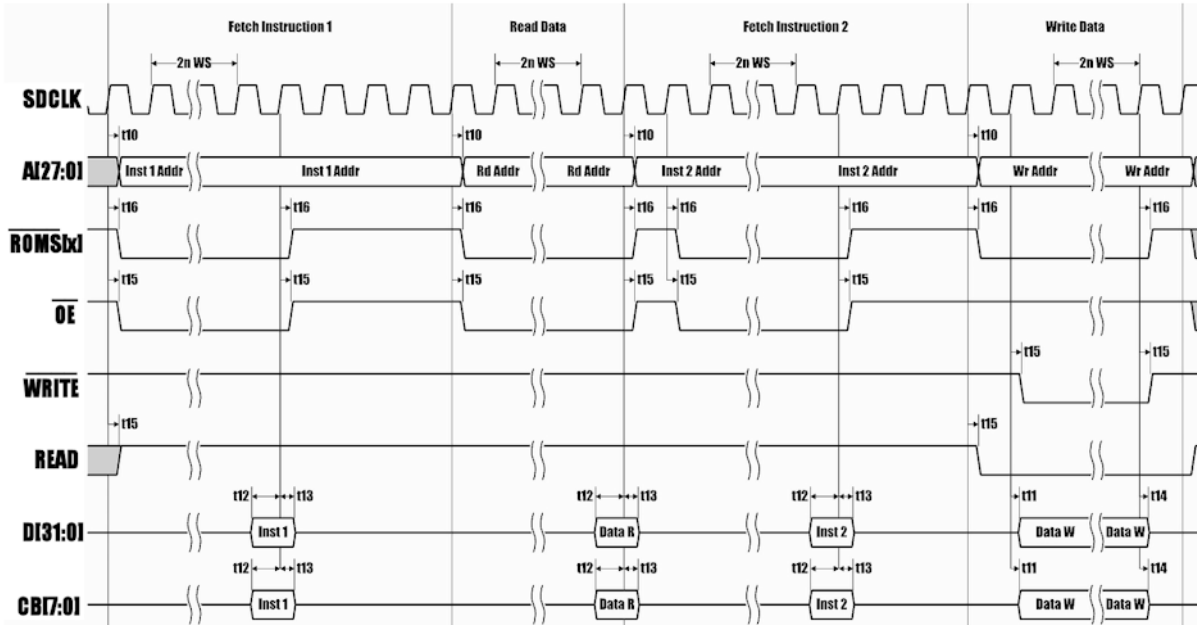 Fetch Instruction 1 Read Data Fetch Instruction 2 Write Data
2n WS 2n WS 2n WS 2n WS
SDCLK
t10 t10 t10 t10
A[27:0] Inst 1 Addr Inst 1 Addr Rd Addr Rd Addr Inst 2 Addr Inst 2 Addr Wr Addr Wr Addr
t16 t16 t16 t16 t16 t16 t16 t16
ROMS[x]
t15 t15 t15 t15 t15 t15
OE
t15 t15
WRITE
t15 t15
READ
t12 t13 t12 t13 t12 t13 t11 t14
D[31:0] Inst 1 Data R Inst 2 Data W Data W
t12 t13 t12 t13 t12 t13 t11 t14
CB[7:0] Inst 1 Data R Inst 2 Data W Data W